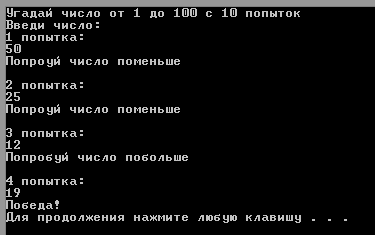 Угадай число от 1 до 100 с 10 попыток
Введи число:
1 попытка:
50
Попроуй число поменьше
2 попытка:
25
Попроуй число поменьше
3 попытка:
12
Попробуй число побольше
4 попытка:
19
Победа!
Для продолжения нажмите любую клавишу . . .